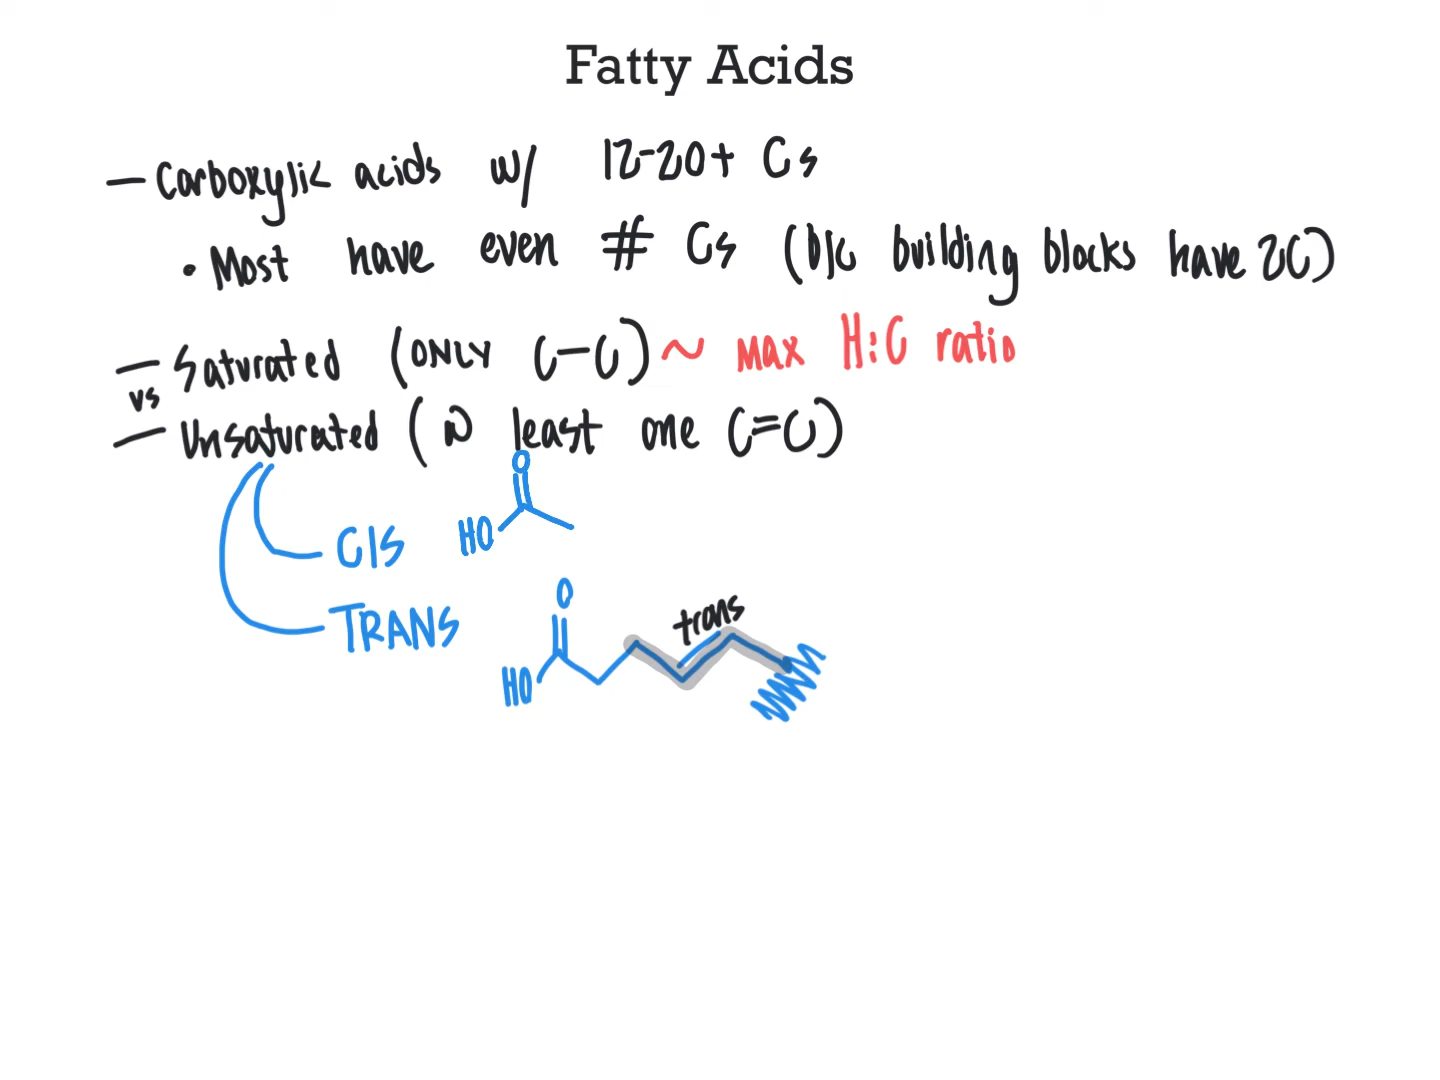 Fatty Acids
— Carboxylic acids w/ 12-20+ Cs
• Most have even # Cs (b/c building blocks have 2C)
— Saturated (ONLY C-C) ~ max H:C ratio
vs
— Unsaturated (@ least one C=C)
O
HO
CIS
O
trans
TRANS
HO